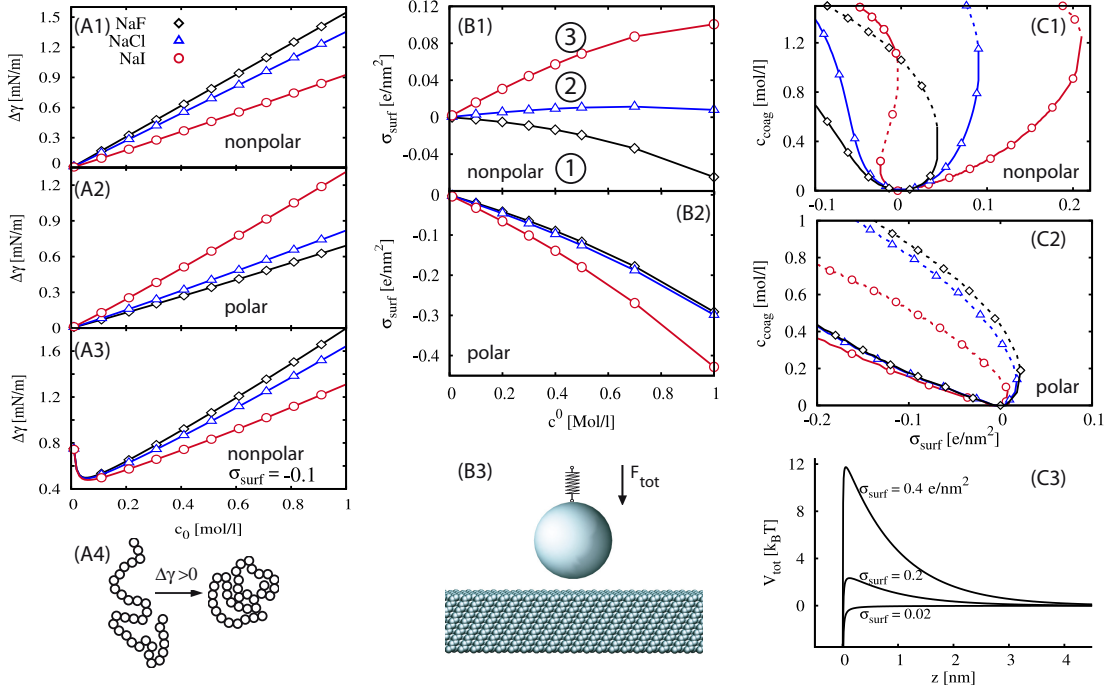 (A1)
NaF
NaCl
NaI
Δγ [mN/m]
1.5
1.2
0.9
0.6
0.3
nonpolar
(A2)
Δγ [mN/m]
1.2
0.9
0.6
0.3
0
polar
(A3)
Δγ [mN/m]
1.6
1.2
0.8
0.4
nonpolar
σsurf = -0.1
0 0.2 0.4 0.6 0.8 1
c0 [mol/l]
(A4)
Δγ >0
(B1)
σsurf [e/nm2]
0.12
0.08
0.04
0
-0.04
3
2
1
nonpolar
(B2)
σsurf [e/nm2]
0
-0.1
-0.2
-0.3
-0.4
polar
0.0 0.2 0.4 0.6 0.8 1.0
c0 [Mol/l]
(B3)
Ftot
(C1)
ccoag [mol/l]
1.2
0.8
0.4
0
nonpolar
-0.1 0 0.1 0.2
(C2)
ccoag [mol/l]
1
0.8
0.6
0.4
0.2
0
polar
-0.2 -0.1 0 0.1
σsurf [e/nm2]
(C3)
Vtot [kBT]
12
8
4
0
σsurf = 0.4 e/nm2
σsurf = 0.2
σsurf = 0.02
0 1 2 3 4
z [nm]